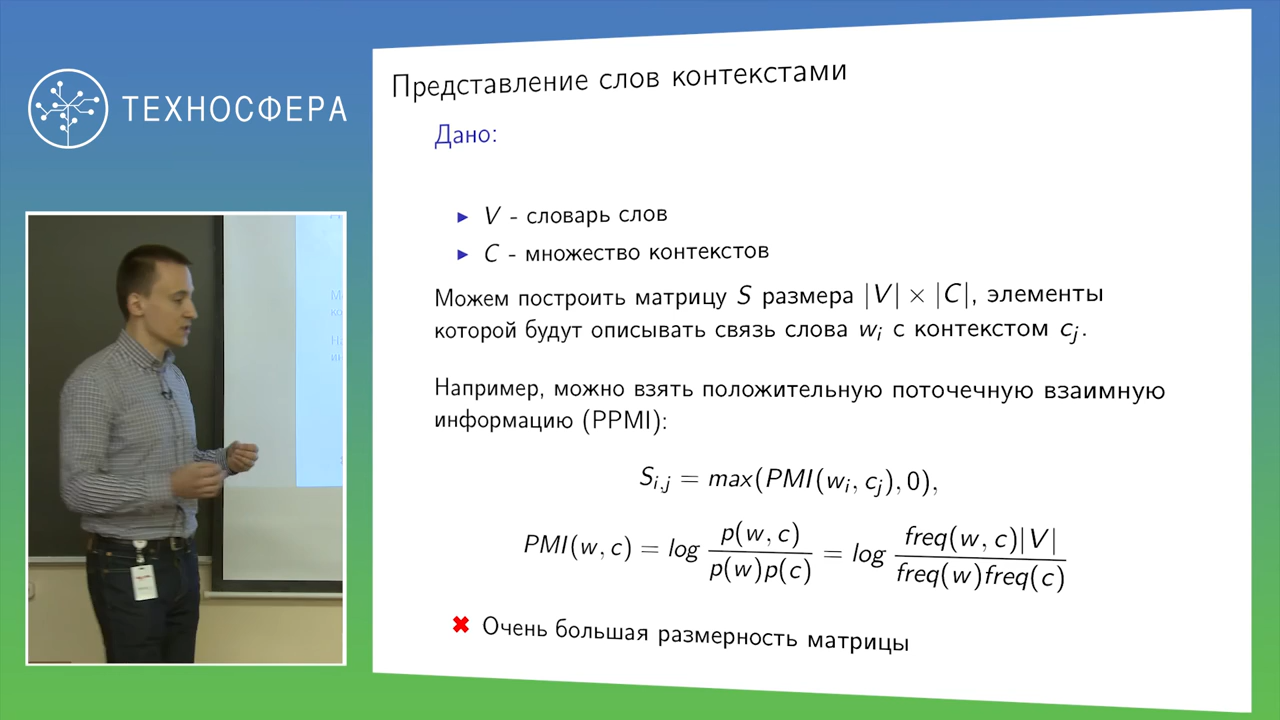 ТЕХНОСФЕРА
Представление слов контекстами
Дано:
▶ V - словарь слов
▶ C - множество контекстов
Можем построить матрицу S размера |V| × |C|, элементы
которой будут описывать связь слова w_i с контекстом c_j.
Например, можно взять положительную поточечную взаимную
информацию (PPMI):
S_{i,j} = max(PMI(w_i, c_j), 0),
PMI(w, c) = log \frac{p(w, c)}{p(w)p(c)} = log \frac{freq(w, c)|V|}{freq(w)freq(c)}
✖ Очень большая размерность матрицы